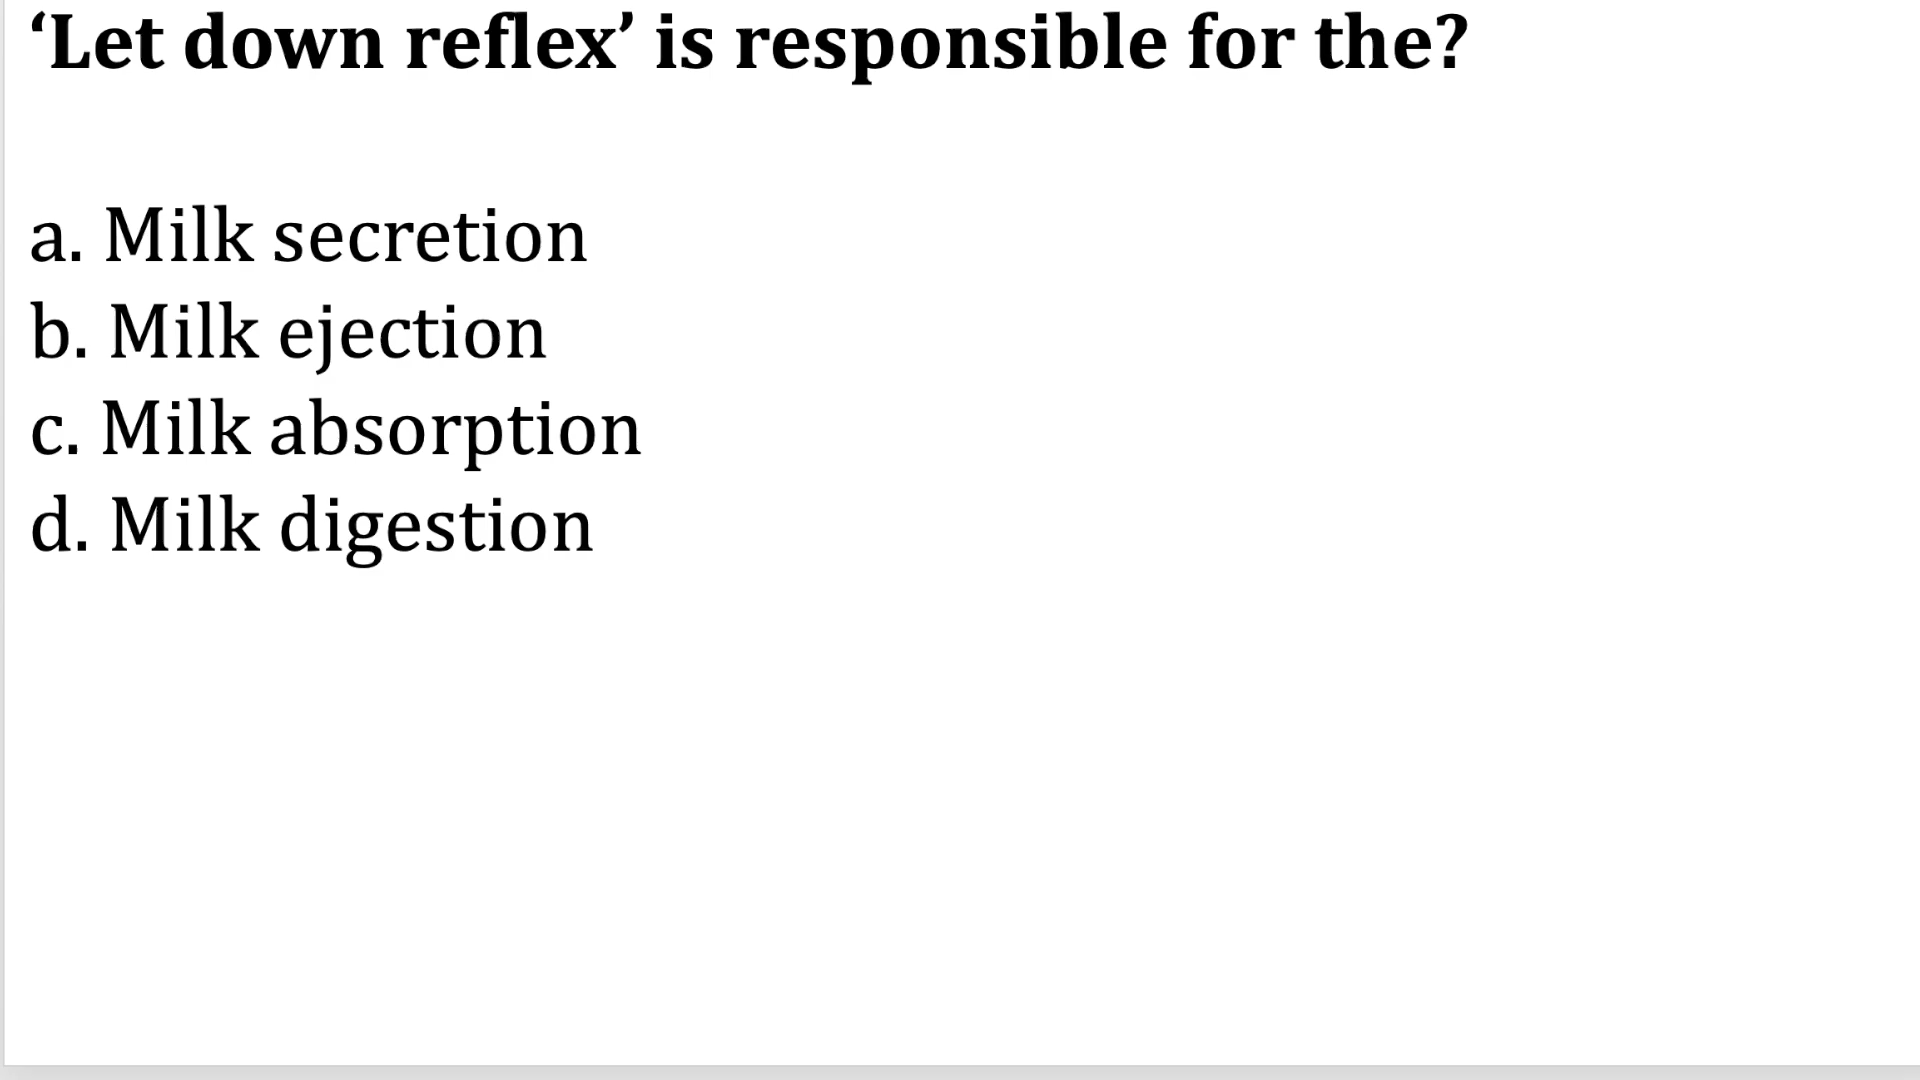 ‘Let down reflex’ is responsible for the?
a. Milk secretion
b. Milk ejection
c. Milk absorption
d. Milk digestion